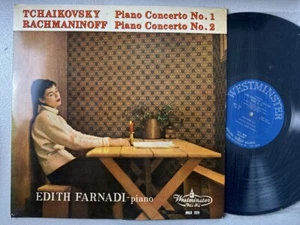 TCHAIKOVSKY Piano Concerto No. 1
RACHMANINOFF Piano Concerto No. 2
EDITH FARNADI-piano
Westminster
WESTMINSTER